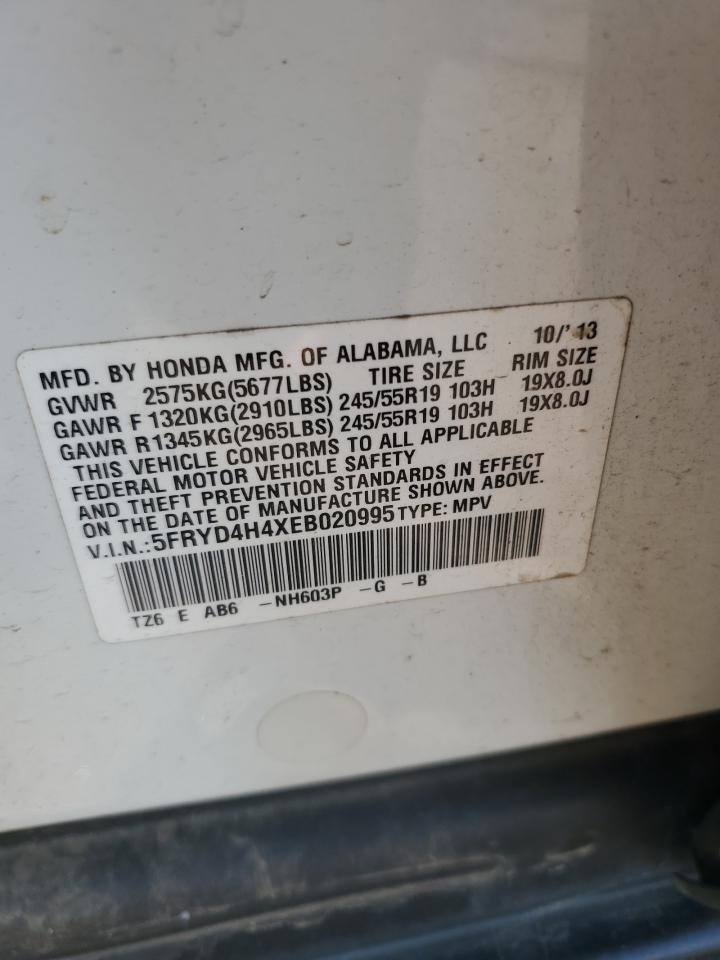 MFD. BY HONDA MFG. OF ALABAMA, LLC 10/'13
GVWR 2575KG(5677LBS) TIRE SIZE RIM SIZE
GAWR F 1320KG(2910LBS) 245/55R19 103H 19X8.0J
GAWR R1345KG(2965LBS) 245/55R19 103H 19X8.0J
THIS VEHICLE CONFORMS TO ALL APPLICABLE
FEDERAL MOTOR VEHICLE SAFETY
AND THEFT PREVENTION STANDARDS IN EFFECT
ON THE DATE OF MANUFACTURE SHOWN ABOVE.
V.I.N.:5FRYD4H4XEB020995 TYPE: MPV
TZ6 E AB6 -NH603P -G -B